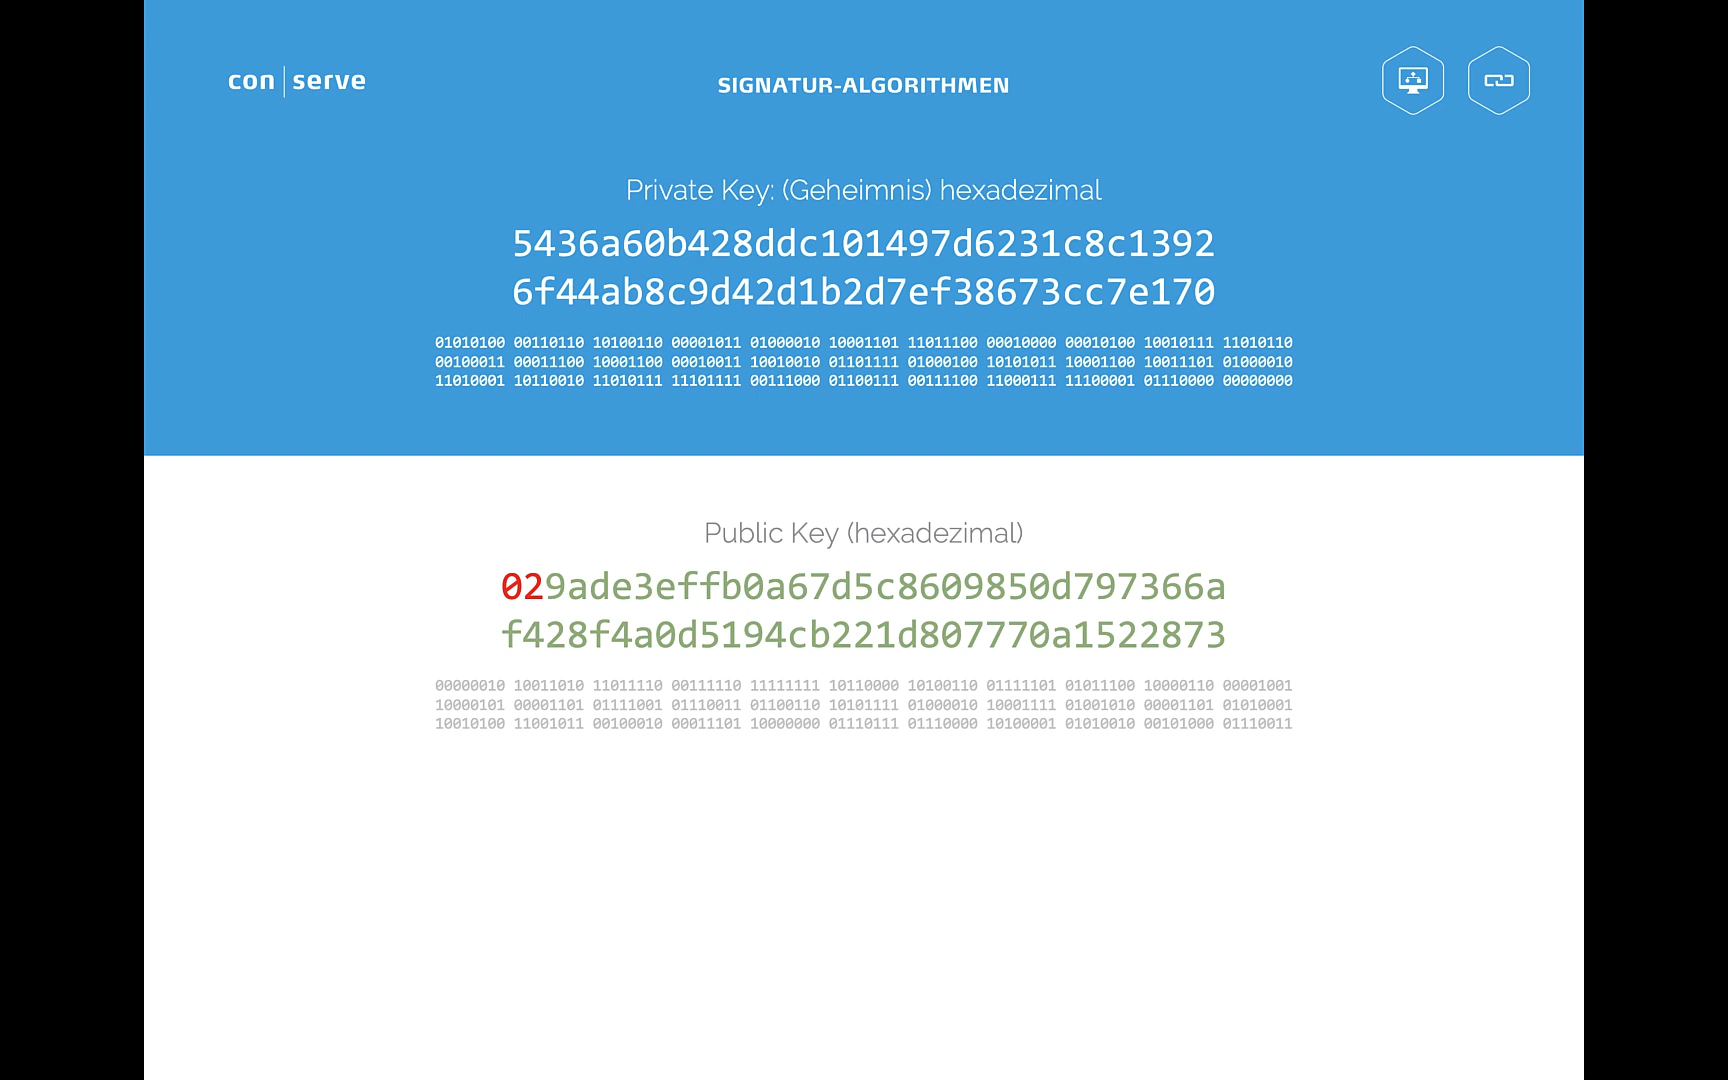 con serve
SIGNATUR-ALGORITHMEN
Private Key: (Geheimnis) hexadezimal
5436a60b428ddc101497d6231c8c1392
6f44ab8c9d42d1b2d7ef38673cc7e170
01010100 00110110 10100110 00001011 01000010 10001101 11011100 00010000 00010100 10010111 11010110
00100011 00011100 10001100 00010011 10010010 01101111 01000100 10101011 10001100 10011101 01000010
11010001 10110010 11010111 11101111 00111000 01100111 00111100 11000111 11100001 01110000 00000000
Public Key (hexadezimal)
029ade3effb0a67d5c8609850d797366a
f428f4a0d5194cb221d807770a1522873
00000010 10011010 11011110 00111110 11111111 10110000 10100110 01111101 01011100 10000110 00001001
10000101 00001101 01111001 01110011 01100110 10101111 01000010 10001111 01001010 00001101 01010001
10010100 11001011 00100010 00011101 10000000 01110111 01110000 10100001 01010010 00101000 01110011